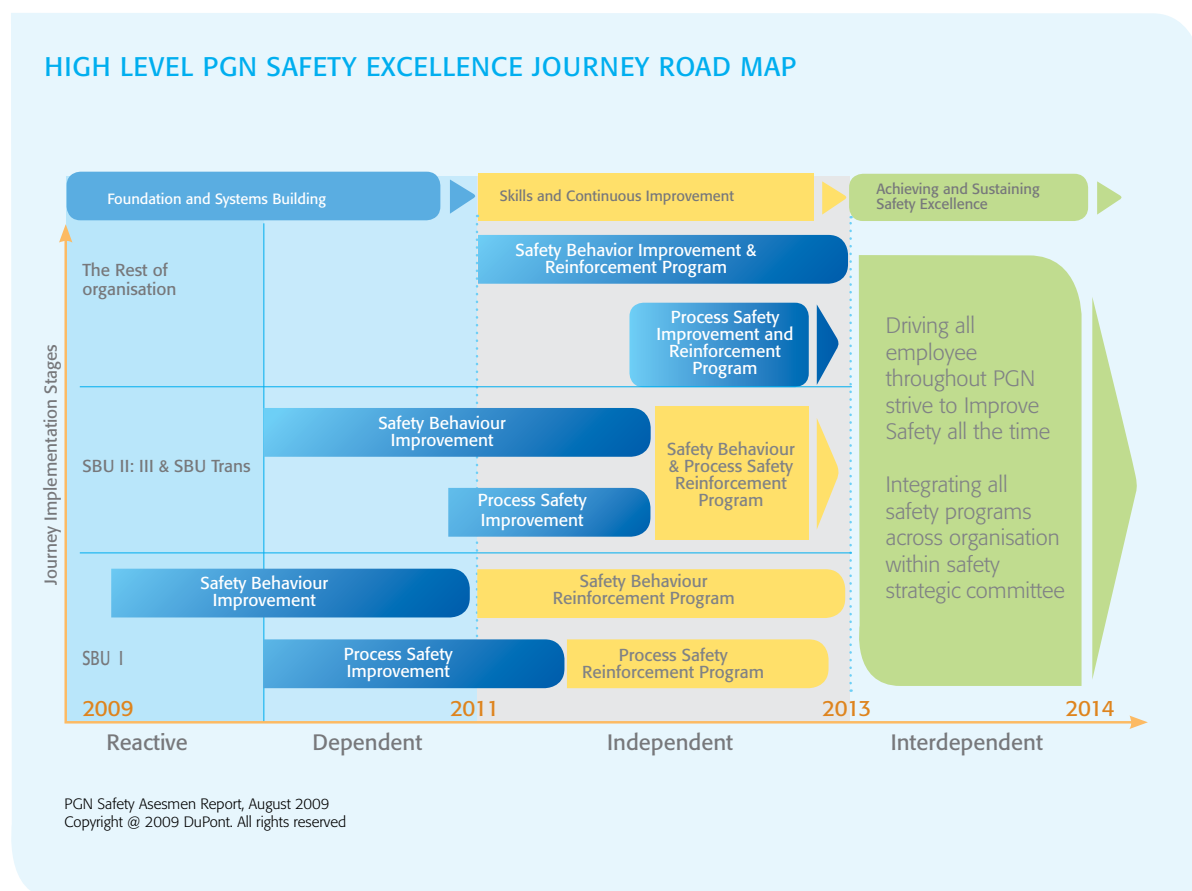 HIGH LEVEL PGN SAFETY EXCELLENCE JOURNEY ROAD MAP
Foundation and Systems Building
Skills and Continuous Improvement
Achieving and Sustaining
Safety Excellence
Journey Implementation Stages
The Rest of
organisation
Safety Behavior Improvement &
Reinforcement Program
Process Safety
Improvement and
Reinforcement
Program
SBU II: III & SBU Trans
Safety Behaviour
Improvement
Process Safety
Improvement
Safety Behaviour
& Process Safety
Reinforcement
Program
SBU I
Safety Behaviour
Improvement
Safety Behaviour
Reinforcement Program
Process Safety
Improvement
Process Safety
Reinforcement Program
Driving all
employee
throughout PGN
strive to Improve
Safety all the time
Integrating all
safety programs
across organisation
within safety
strategic committee
2009
2011
2013
2014
Reactive
Dependent
Independent
Interdependent
PGN Safety Asesmen Report, August 2009
Copyright @ 2009 DuPont. All rights reserved